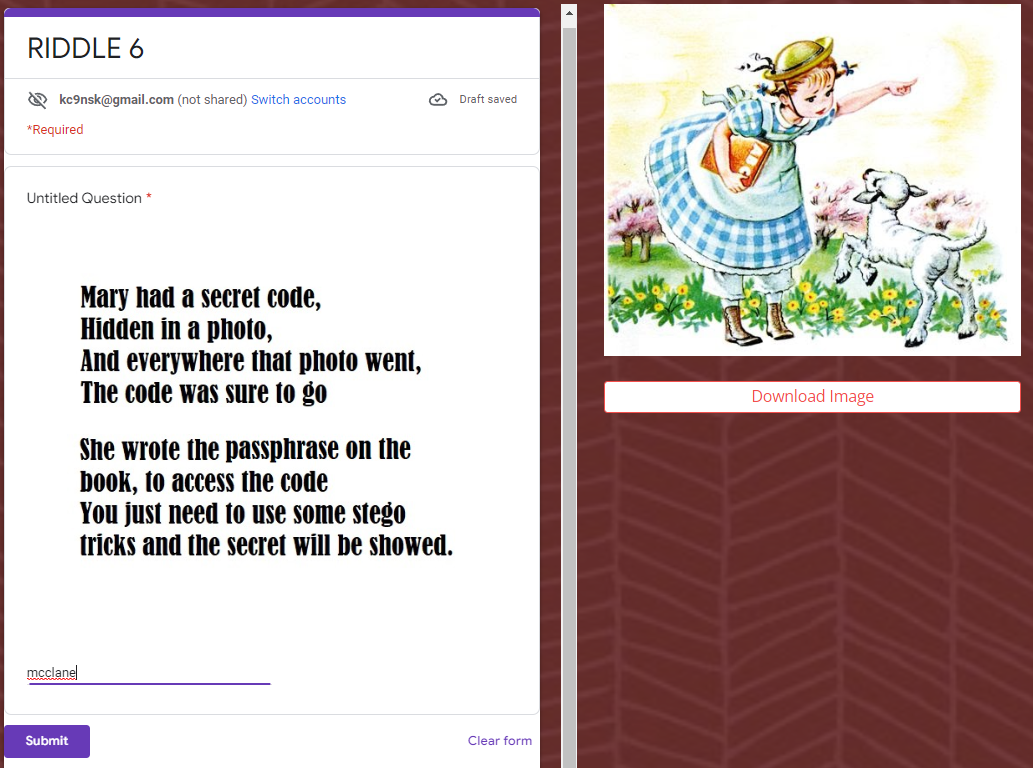 RIDDLE 6
kc9nsk@gmail.com (not shared) Switch accounts
Draft saved
*Required
Untitled Question *
Mary had a secret code,
Hidden in a photo,
And everywhere that photo went,
The code was sure to go
She wrote the passphrase on the
book, to access the code
You just need to use some stego
tricks and the secret will be showed.
mcclane
Submit
Clear form
Download Image